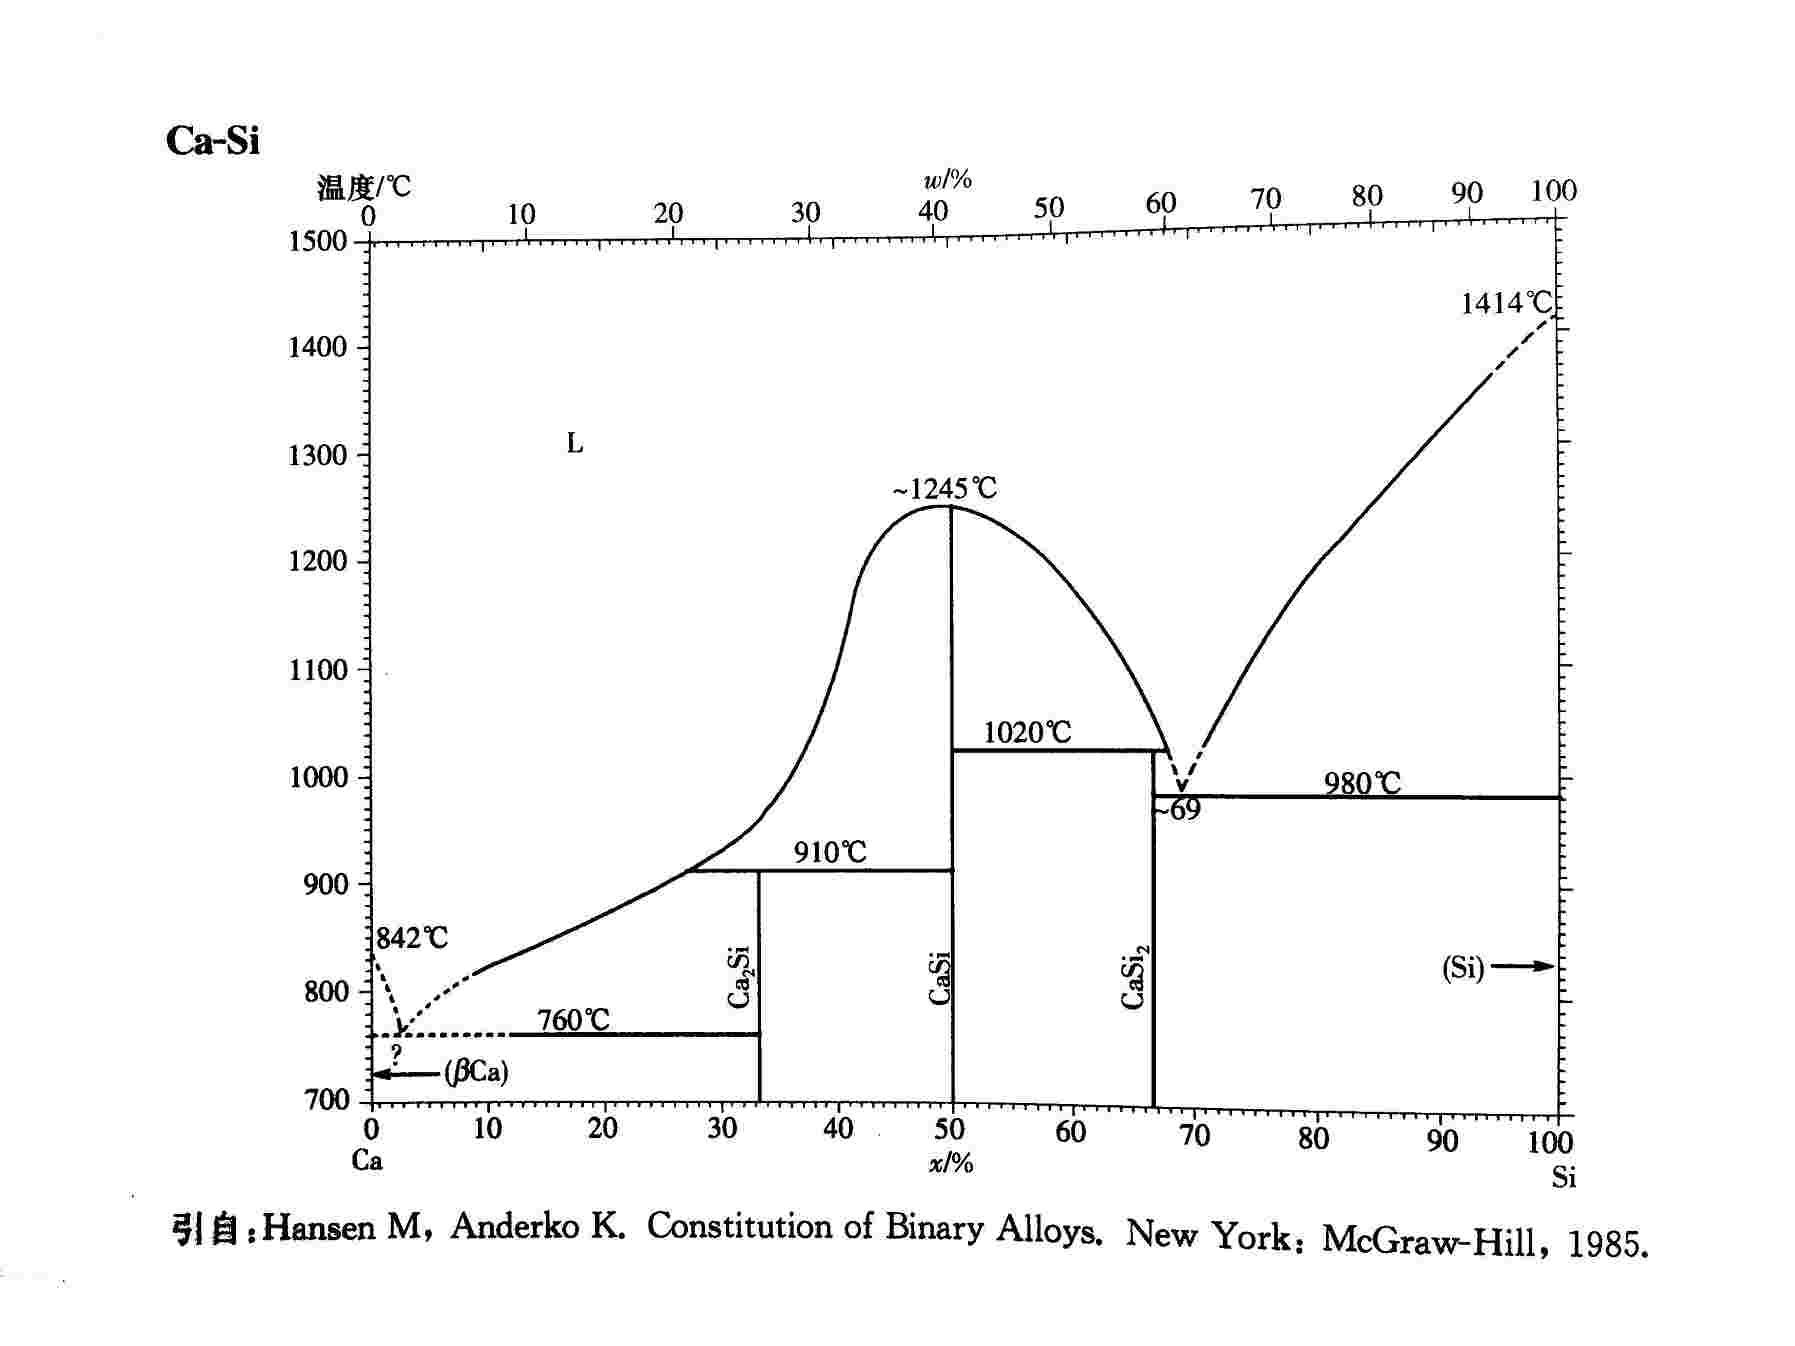 Ca-Si
温度/℃
w/%
0 10 20 30 40 50 60 70 80 90 100
1500
1400
1300
1200
1100
1000
900
800
700
1414℃
L
~1245℃
1020℃
980℃
~69
910℃
842℃
Ca₂Si
CaSi
CaSi₂
(Si)
760℃
?
(βCa)
0 10 20 30 40 50 60 70 80 90 100
Ca
x/%
Si
引自:Hansen M, Anderko K. Constitution of Binary Alloys. New York: McGraw-Hill, 1985.